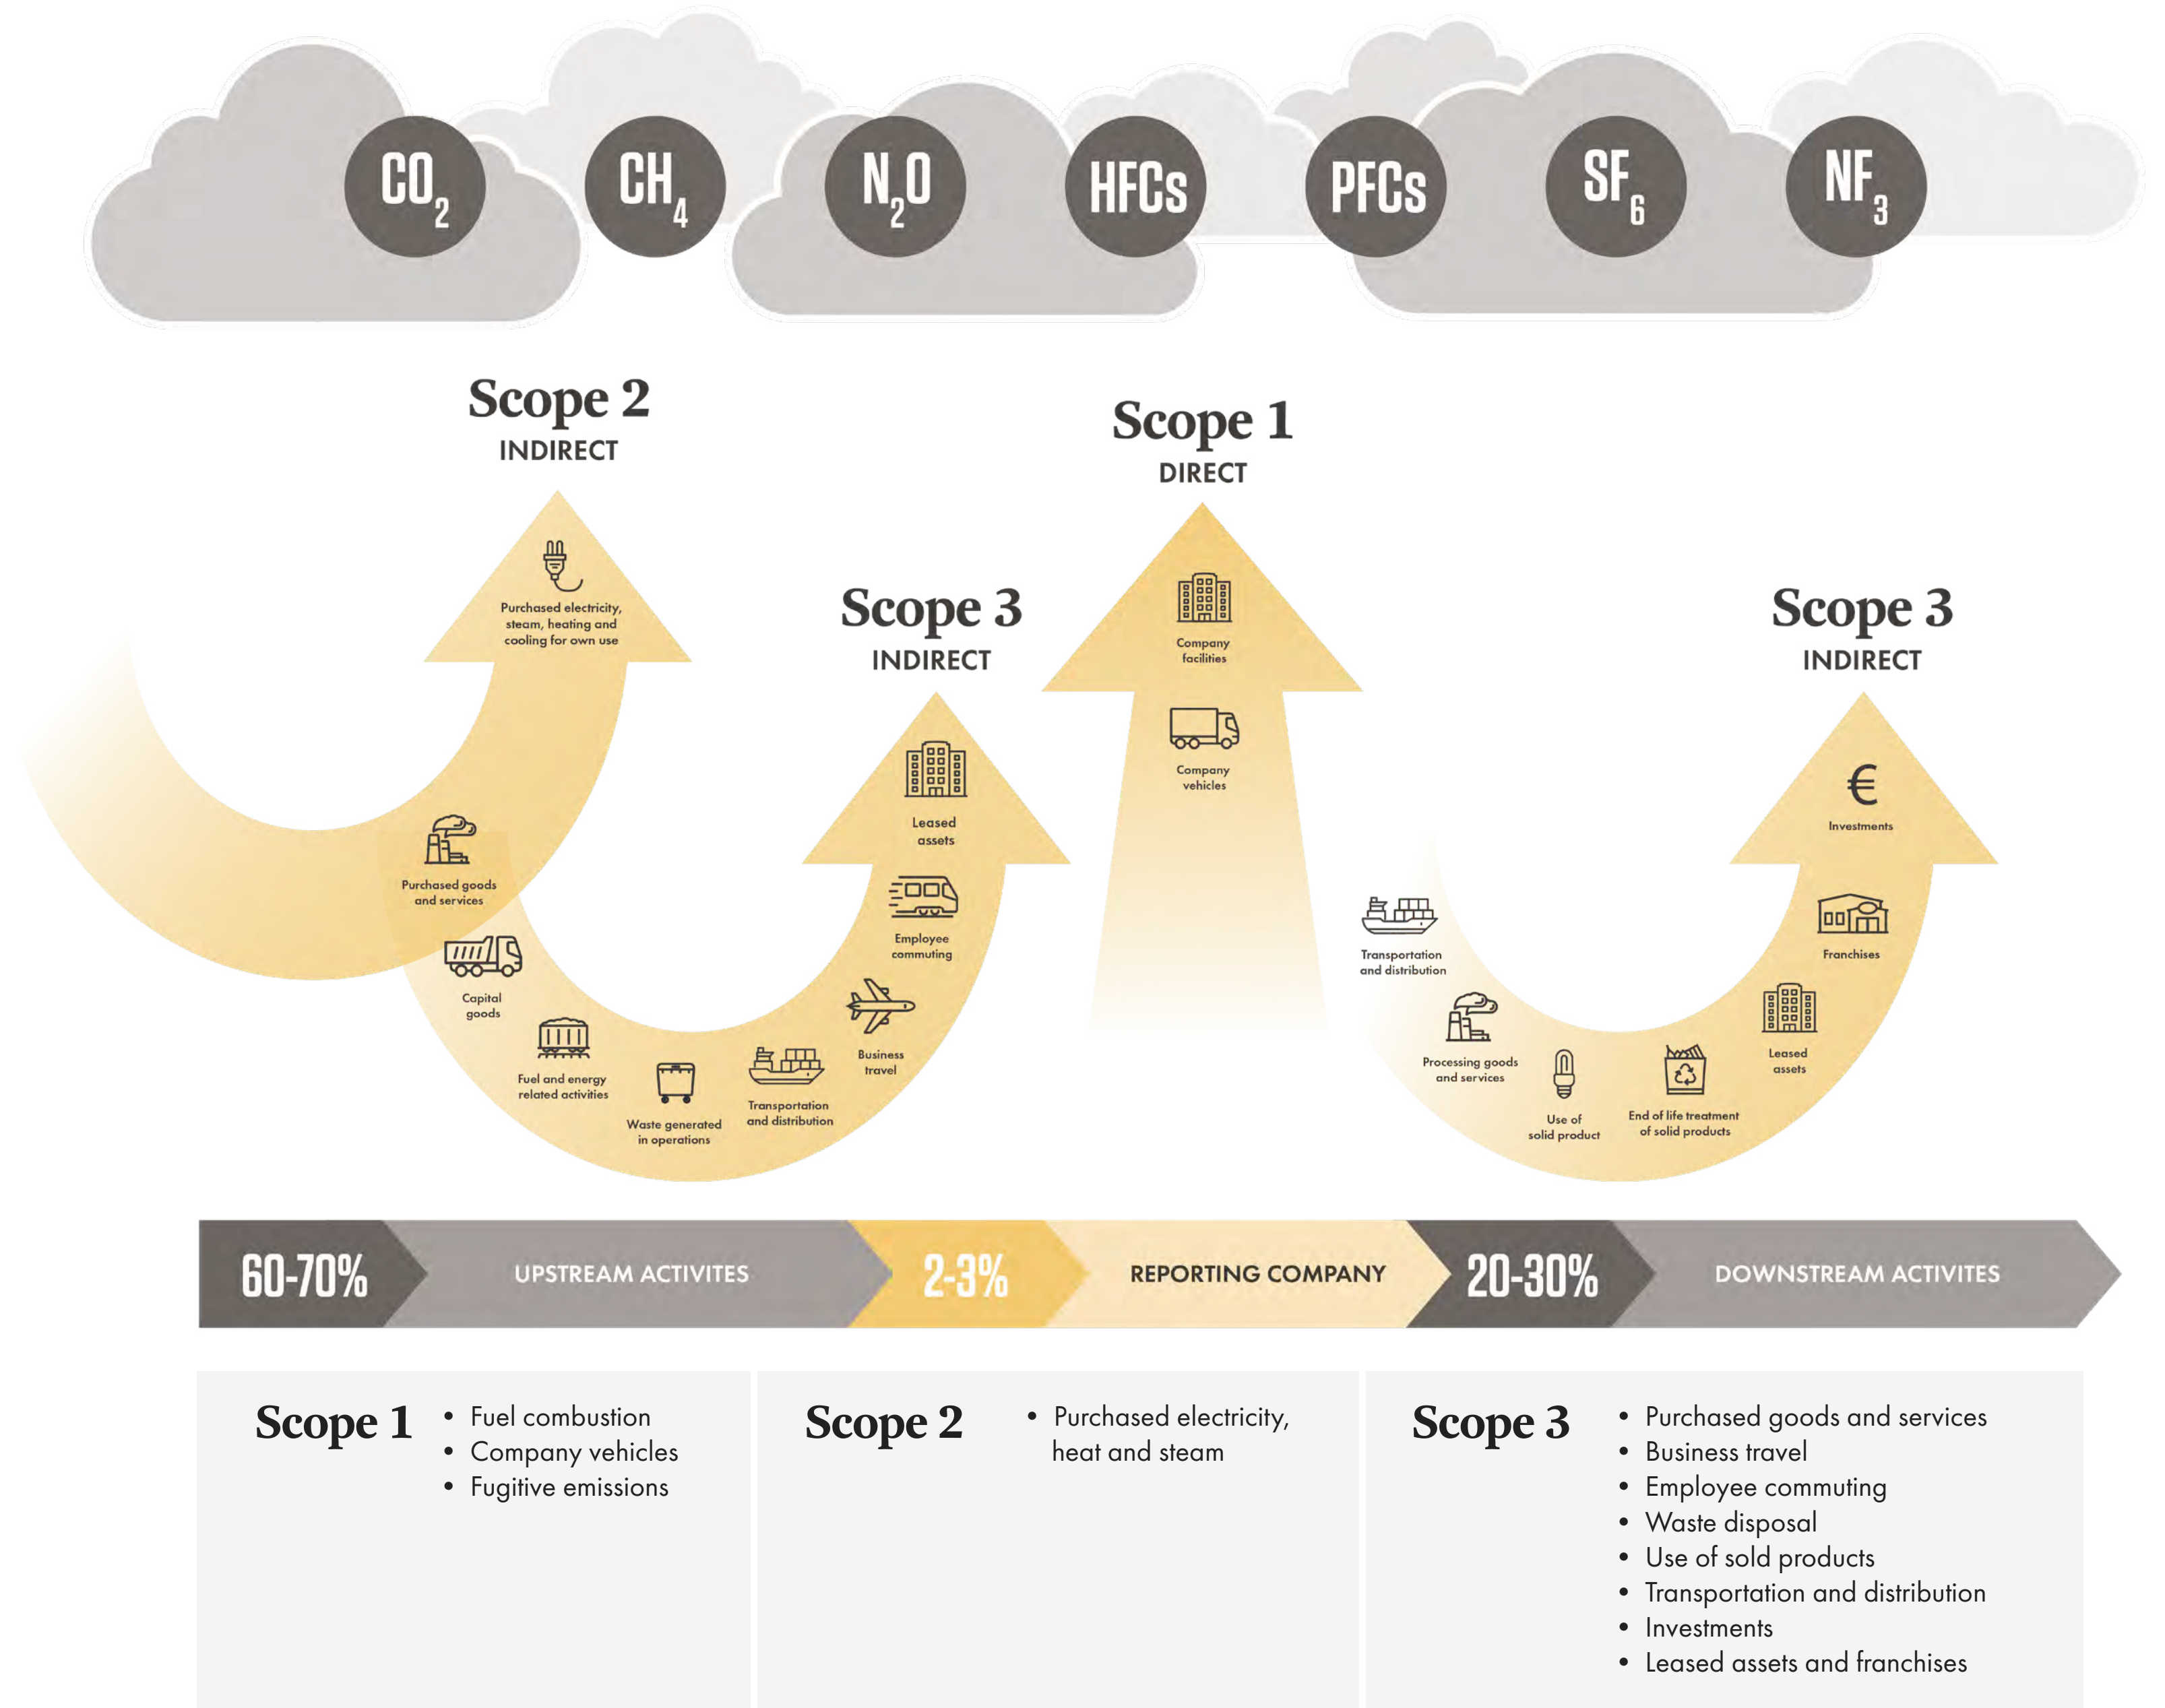 CO2
CH4
N2O
HFCs
PFCs
SF6
NF3
Scope 2
INDIRECT
Purchased electricity,
steam, heating and
cooling for own use
Scope 3
INDIRECT
Purchased goods
and services
Capital
goods
Fuel and energy
related activities
Waste generated
in operations
Transportation
and distribution
Business
travel
Employee
commuting
Leased
assets
Scope 1
DIRECT
Company
facilities
Company
vehicles
Scope 3
INDIRECT
Transportation
and distribution
Processing goods
and services
Use of
solid product
End of life treatment
of solid products
Leased
assets
Franchises
€
Investments
60-70%
UPSTREAM ACTIVITES
2-3%
REPORTING COMPANY
20-30%
DOWNSTREAM ACTIVITES
Scope 1
• Fuel combustion
• Company vehicles
• Fugitive emissions
Scope 2
• Purchased electricity,
heat and steam
Scope 3
• Purchased goods and services
• Business travel
• Employee commuting
• Waste disposal
• Use of sold products
• Transportation and distribution
• Investments
• Leased assets and franchises